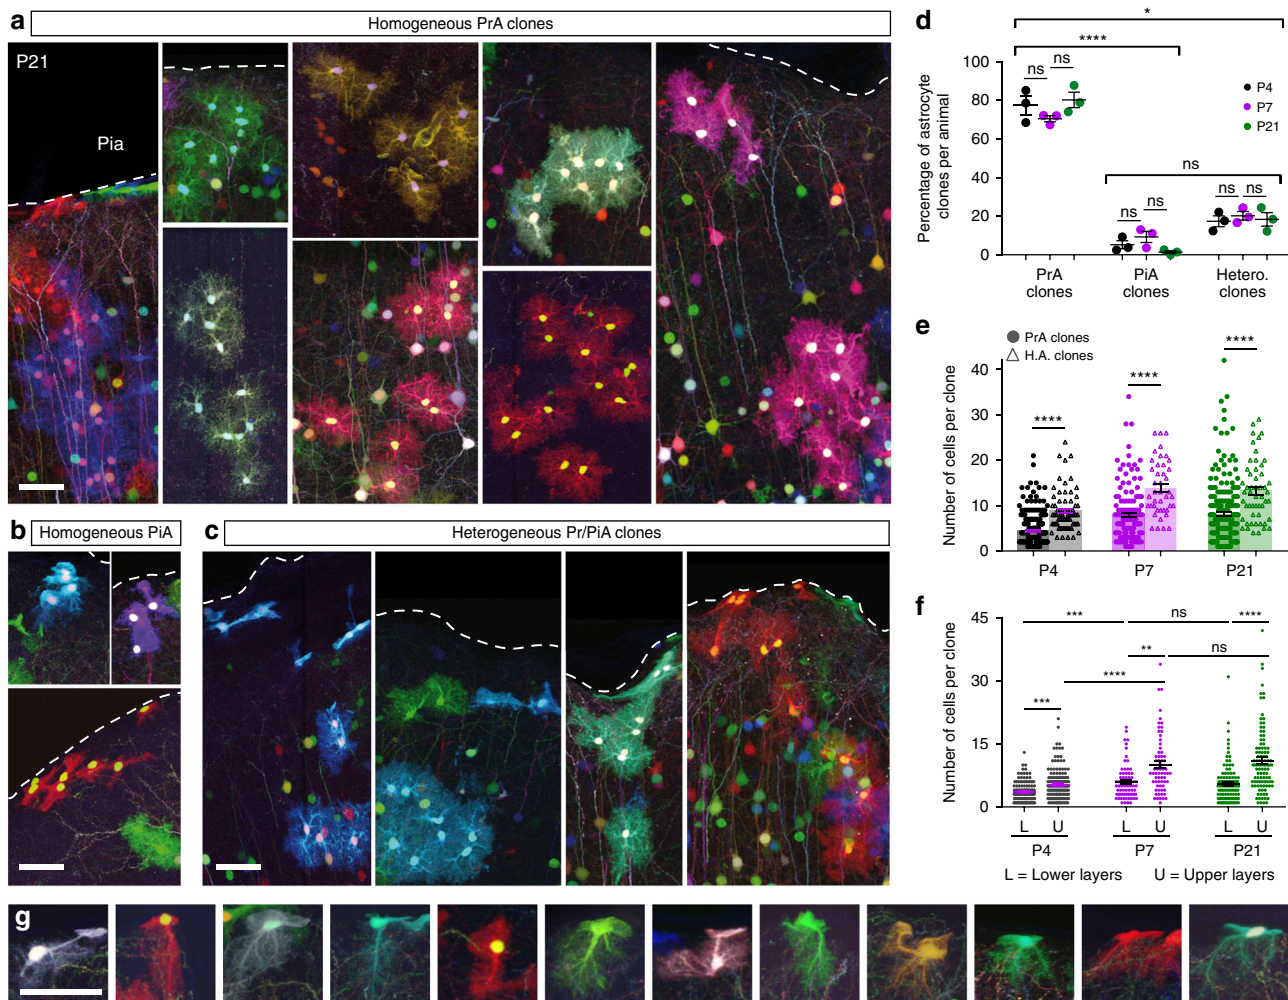 a
Homogeneous PrA clones
P21
Pia
b
Homogeneous PiA
c
Heterogeneous Pr/PiA clones
d
*
****
ns
ns
ns
ns
ns
ns
ns
P4
P7
P21
Percentage of astrocyte
clones per animal
100
80
60
40
20
0
PrA
clones
PiA
clones
Hetero.
clones
e
PrA clones
H.A. clones
****
****
****
Number of cells per clone
40
30
20
10
0
P4
P7
P21
f
***
ns
****
**
ns
****
***
Number of cells per clone
45
30
15
0
L
U
L
U
L
U
P4
P7
P21
L = Lower layers
U = Upper layers
g